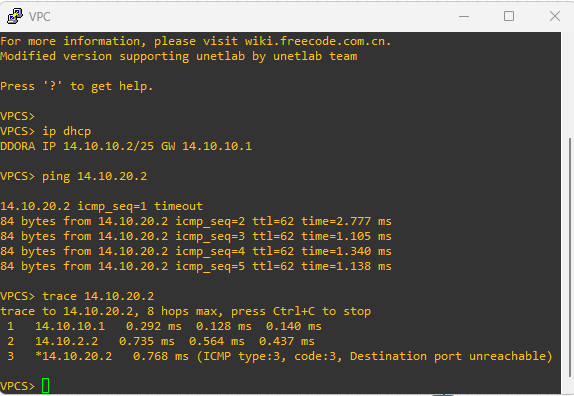 VPC
For more information, please visit wiki.freecode.com.cn.
Modified version supporting unetlab by unetlab team
Press '?' to get help.
VPCS>
VPCS> ip dhcp
DDORA IP 14.10.10.2/25 GW 14.10.10.1
VPCS> ping 14.10.20.2
14.10.20.2 icmp_seq=1 timeout
84 bytes from 14.10.20.2 icmp_seq=2 ttl=62 time=2.777 ms
84 bytes from 14.10.20.2 icmp_seq=3 ttl=62 time=1.105 ms
84 bytes from 14.10.20.2 icmp_seq=4 ttl=62 time=1.340 ms
84 bytes from 14.10.20.2 icmp_seq=5 ttl=62 time=1.138 ms
VPCS> trace 14.10.20.2
trace to 14.10.20.2, 8 hops max, press Ctrl+C to stop
1   14.10.10.1   0.292 ms  0.128 ms  0.140 ms
2   14.10.2.2   0.735 ms  0.564 ms  0.437 ms
3   *14.10.20.2   0.768 ms (ICMP type:3, code:3, Destination port unreachable)
VPCS>